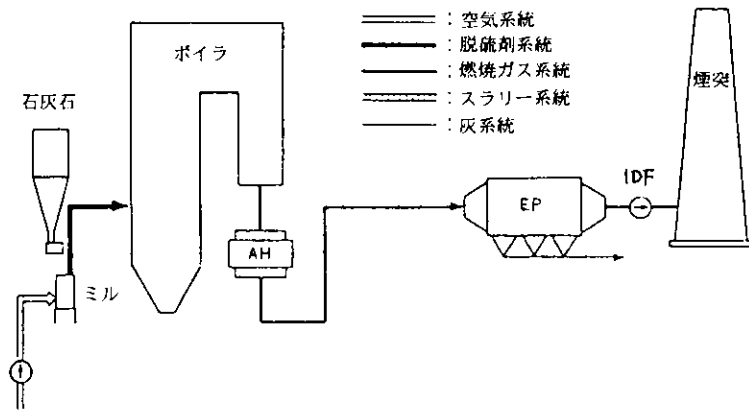 ボイラ
石灰石
ミル
AH
EP
IDF
煙突
：空気系統
：脱硫剤系統
：燃焼ガス系統
：スラリー系統
：灰系統